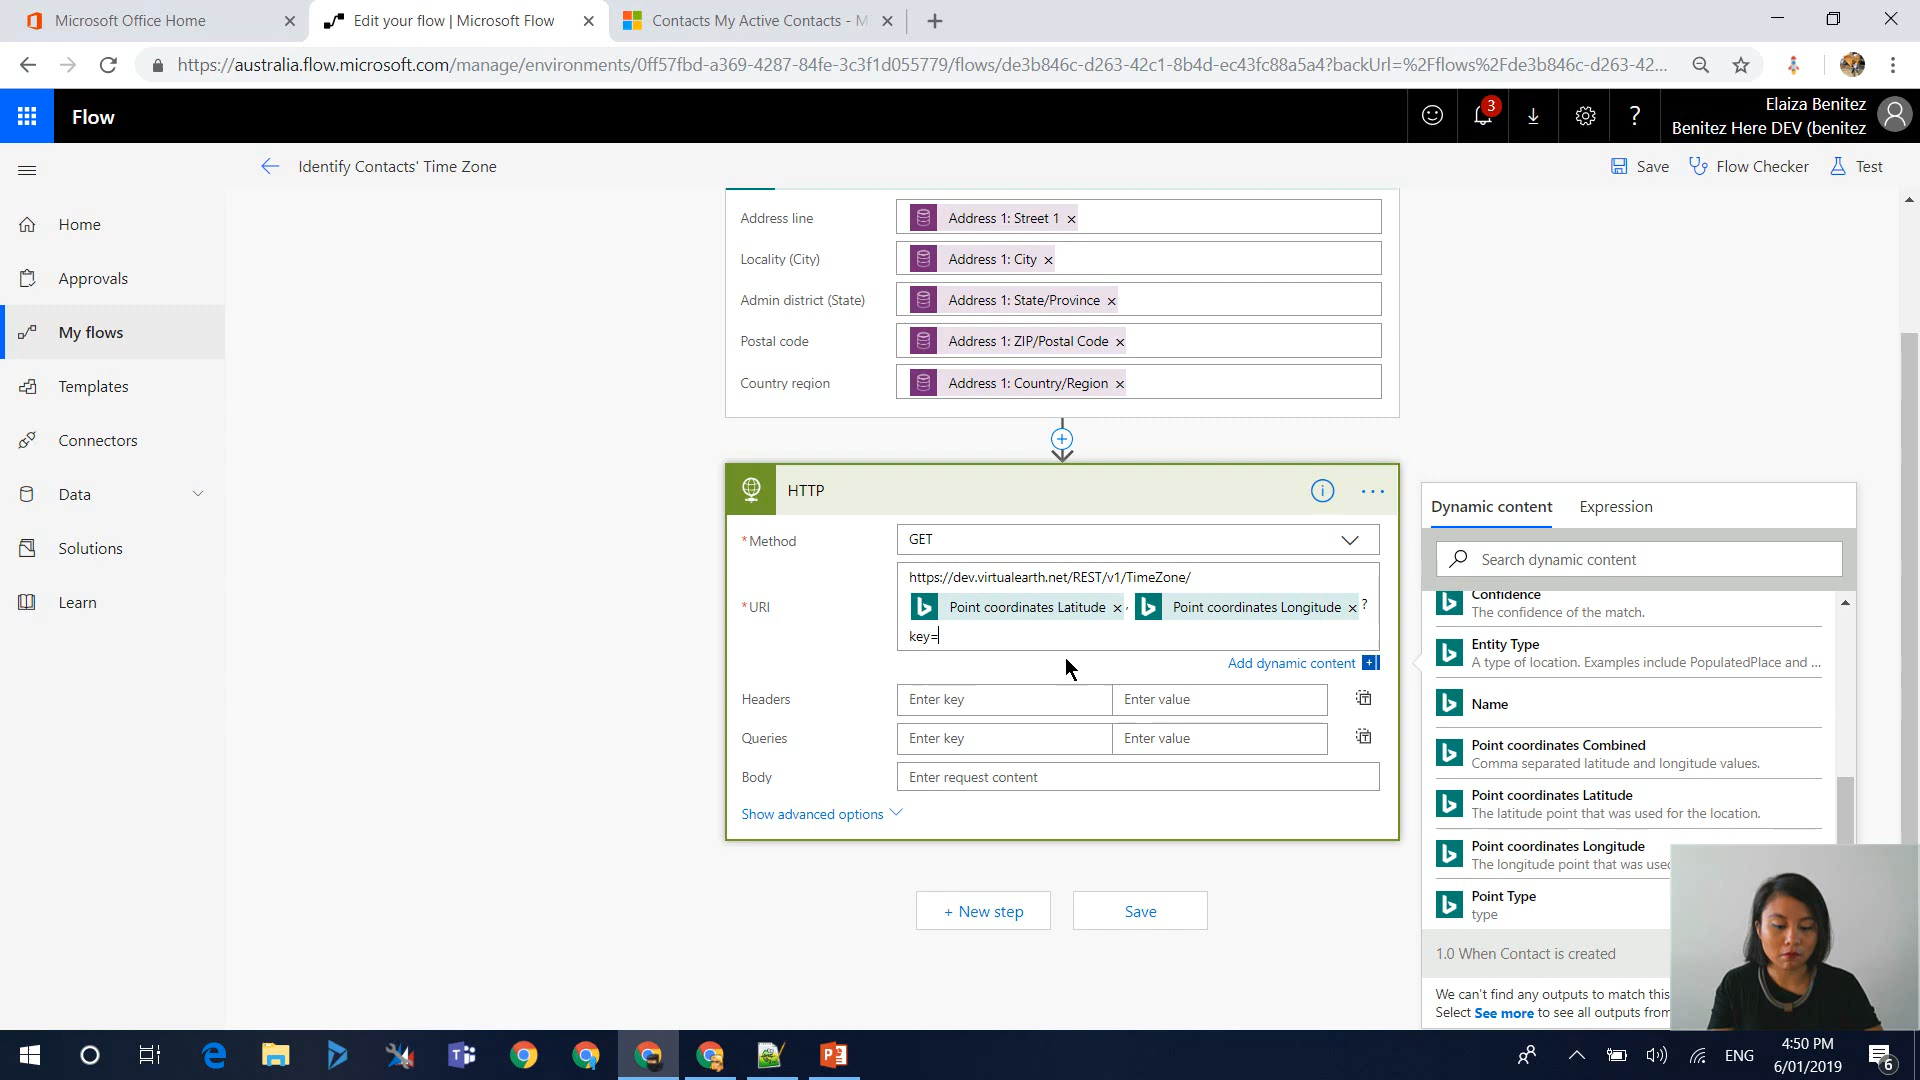 Microsoft Office Home
Edit your flow | Microsoft Flow
Contacts My Active Contacts - M
https://australia.flow.microsoft.com/manage/environments/0ff57fbd-a369-4287-84fe-3c3f1d055779/flows/de3b846c-d263-42c1-8b4d-ec43fc88a5a4?backUrl=%2Fflows%2Fde3b846c-d263-42...
Flow
3
Elaiza Benitez
Benitez Here DEV (benitez
Identify Contacts' Time Zone
Save
Flow Checker
Test
Home
Approvals
My flows
Templates
Connectors
Data
Solutions
Learn
Address line
Address 1: Street 1
Locality (City)
Address 1: City
Admin district (State)
Address 1: State/Province
Postal code
Address 1: ZIP/Postal Code
Country region
Address 1: Country/Region
HTTP
* Method
GET
* URI
https://dev.virtualearth.net/REST/v1/TimeZone/
Point coordinates Latitude , Point coordinates Longitude ?
key=
Add dynamic content
Headers
Enter key
Enter value
Queries
Enter key
Enter value
Body
Enter request content
Show advanced options
+ New step
Save
Dynamic content
Expression
Search dynamic content
Confidence
The confidence of the match.
Entity Type
A type of location. Examples include PopulatedPlace and ...
Name
Point coordinates Combined
Comma separated latitude and longitude values.
Point coordinates Latitude
The latitude point that was used for the location.
Point coordinates Longitude
The longitude point that was used
Point Type
type
1.0 When Contact is created
We can't find any outputs to match this
Select See more to see all outputs from
ENG
4:50 PM
6/01/2019
6